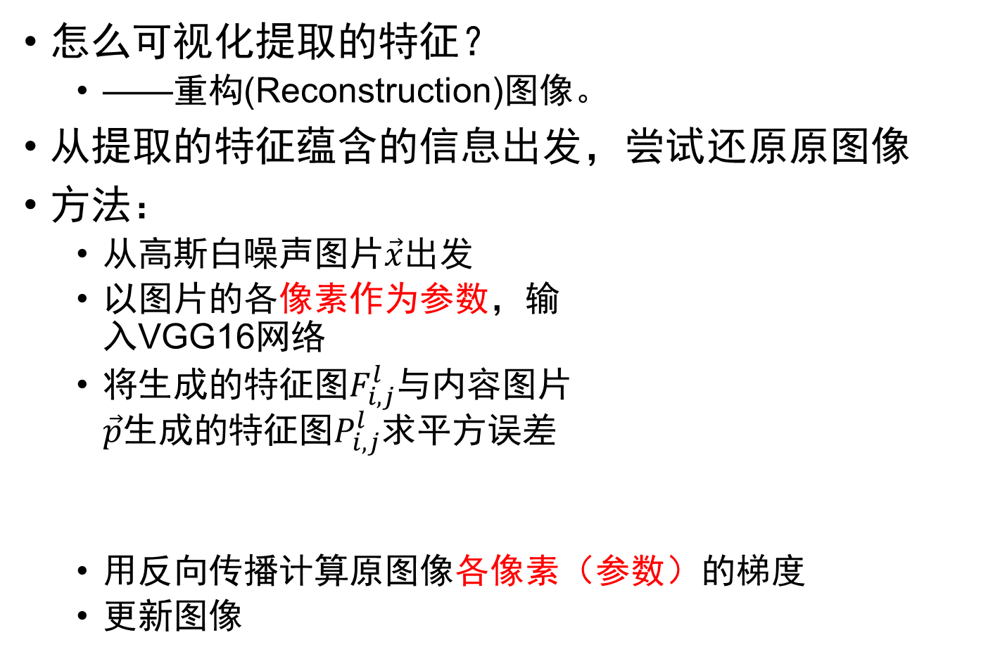 • 怎么可视化提取的特征？
• ——重构(Reconstruction)图像。
• 从提取的特征蕴含的信息出发，尝试还原原图像
• 方法：
• 从高斯白噪声图片$\vec{x}$出发
• 以图片的各像素作为参数，输
入VGG16网络
• 将生成的特征图$F_{i,j}^{l}$与内容图片
$\vec{p}$生成的特征图$P_{i,j}^{l}$求平方误差
• 用反向传播计算原图像各像素（参数）的梯度
• 更新图像